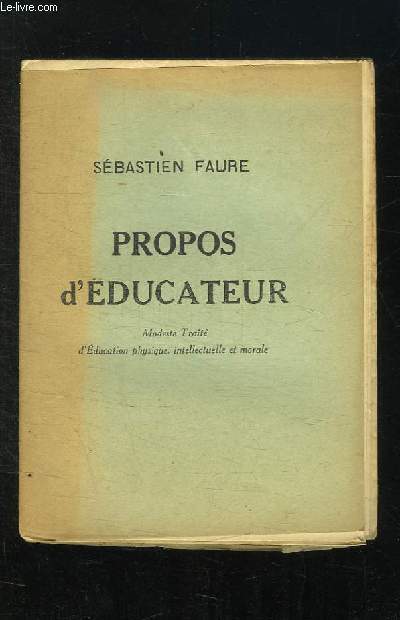 Le-livre.com
SÉBASTIEN FAURE
PROPOS
d'ÉDUCATEUR
Modeste Traité
d'Éducation physique, intellectuelle et morale